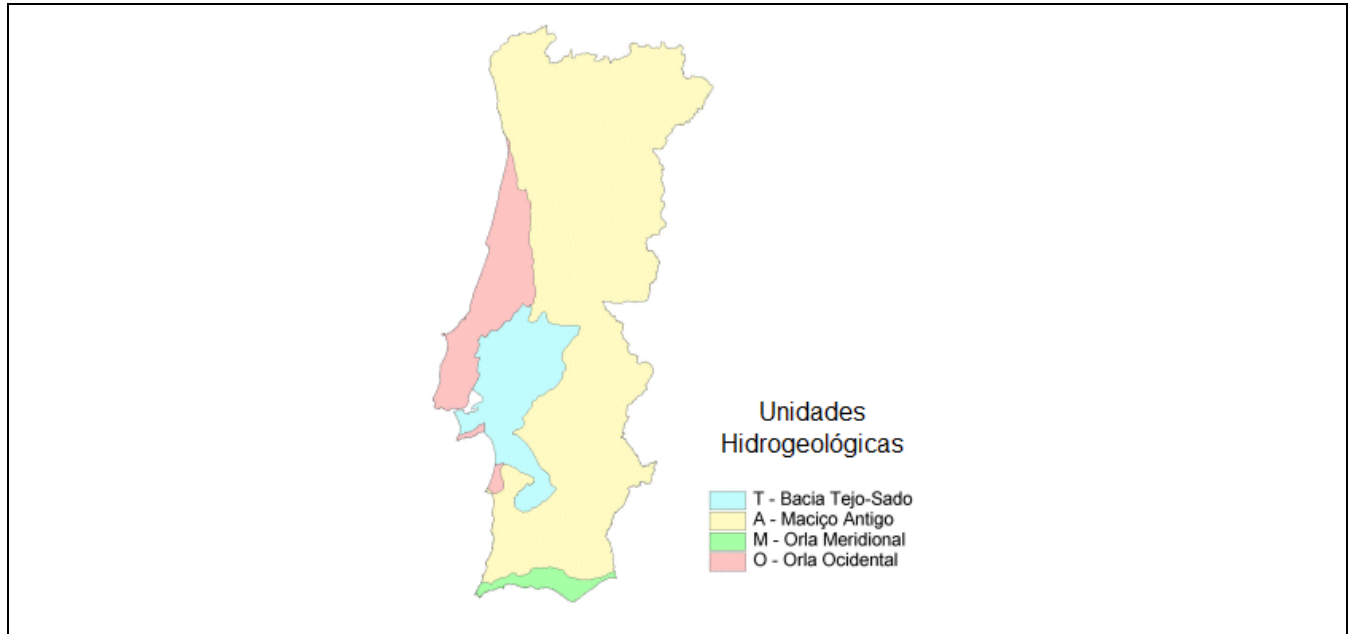 Unidades
Hidrogeológicas
T - Bacia Tejo-Sado
A - Maciço Antigo
M - Orla Meridional
O - Orla Ocidental